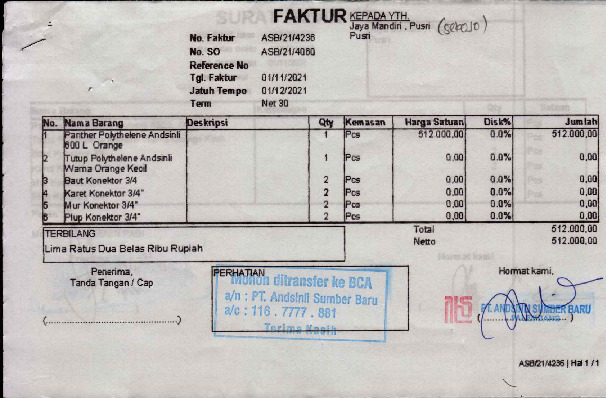 FAKTUR
KEPADA YTH.
Jaya Mandiri , Pusri
Pusri
No. Faktur ASB/21/4236
No. SO ASB/21/4060
Reference No
Tgl. Faktur 01/11/2021
Jatuh Tempo 01/12/2021
Term Net 30
No. Nama Barang Deskripsi Qty Kemasan Harga Satuan Disk% Jumlah
1 Panther Polythelene Andsinli 1 Pcs 512.000,00 0.0% 512.000,00
600 L Orange
2 Tutup Polythelene Andsinli 1 Pcs 0,00 0.0% 0,00
Warna Orange Kecil
3 Baut Konektor 3/4 2 Pcs 0,00 0.0% 0,00
4 Karet Konektor 3/4" 2 Pcs 0,00 0.0% 0,00
5 Mur Konektor 3/4" 2 Pcs 0,00 0.0% 0,00
6 Plup Konektor 3/4" 2 Pcs 0,00 0.0% 0,00
Total 512.000,00
Netto 512.000,00
TERBILANG
Lima Ratus Dua Belas Ribu Rupiah
Penerima,
Tanda Tangan / Cap
(................................)
PERHATIAN
Mohon ditransfer ke BCA
a/n : PT. Andsinli Sumber Baru
a/c : 116 . 7777 . 881
Terima Kasih
Hormat kami,
PT. ANDSINLI SUMBER BARU
PALEMBANG
ASB/21/4236 | Hal 1 / 1